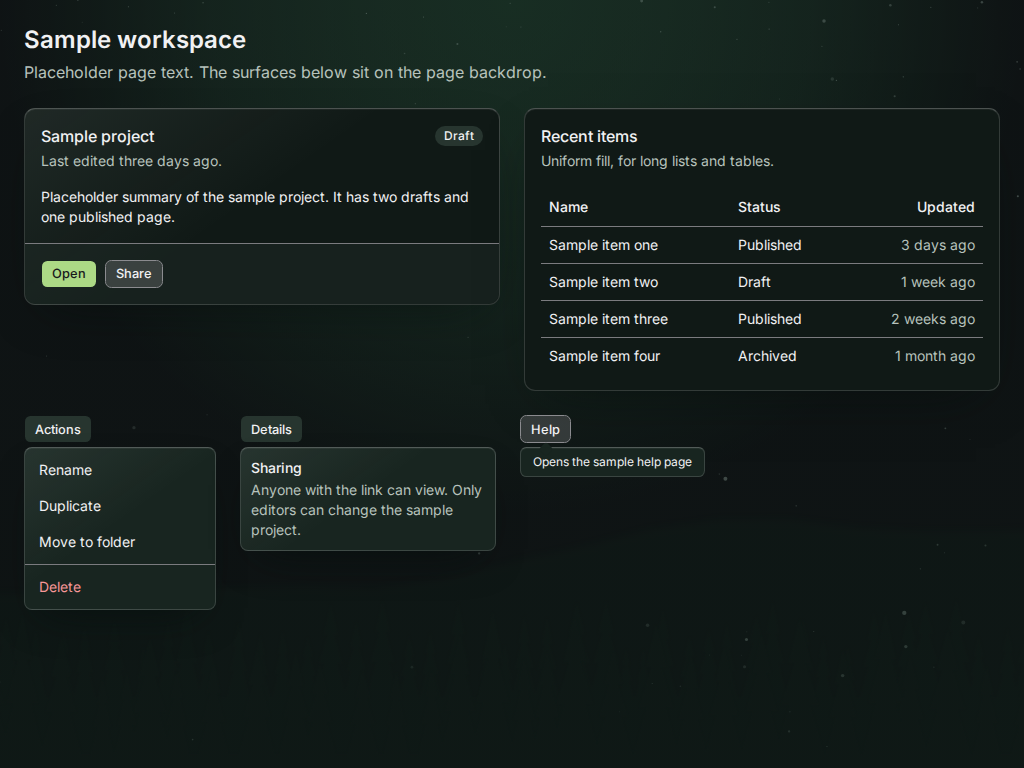 Sample workspace
Placeholder page text. The surfaces below sit on the page backdrop.
Sample project
Draft
Last edited three days ago.
Placeholder summary of the sample project. It has two drafts and
one published page.
Open
Share
Recent items
Uniform fill, for long lists and tables.
Name Status Updated
Sample item one Published 3 days ago
Sample item two Draft 1 week ago
Sample item three Published 2 weeks ago
Sample item four Archived 1 month ago
Actions
Rename
Duplicate
Move to folder
Delete
Details
Sharing
Anyone with the link can view. Only
editors can change the sample
project.
Help
Opens the sample help page